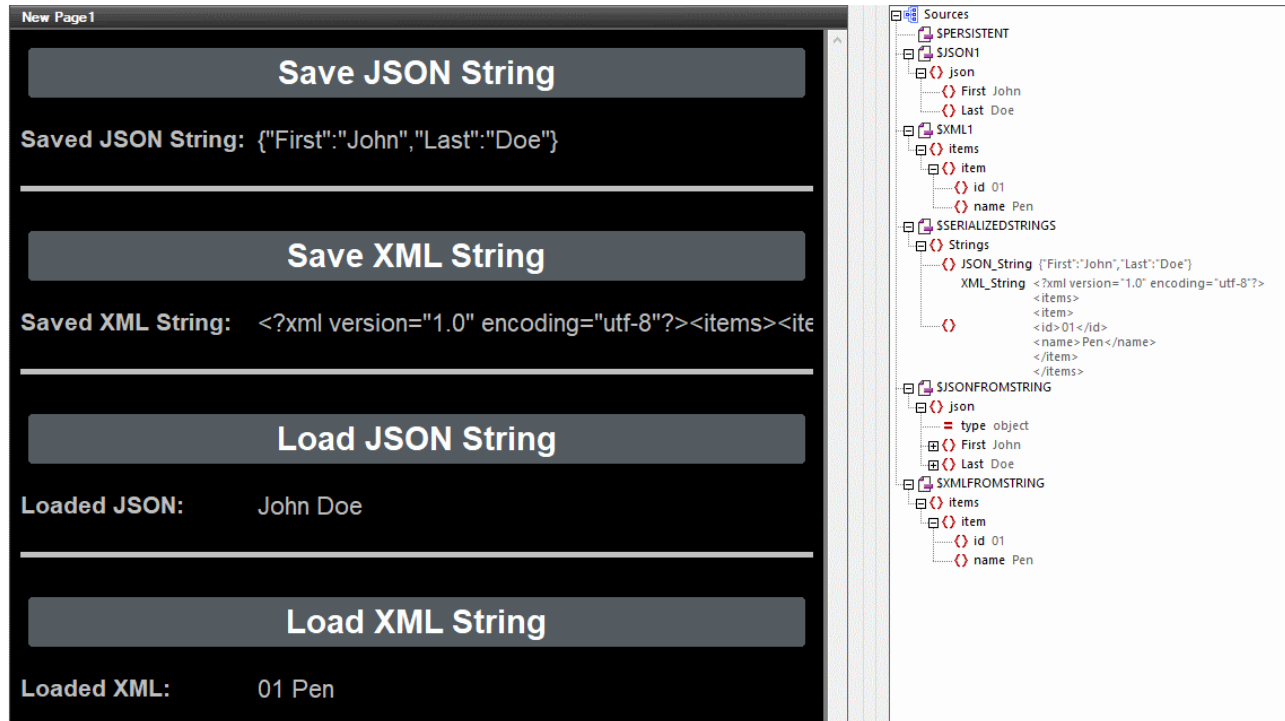 New Page1
Save JSON String
Saved JSON String: {"First":"John","Last":"Doe"}
Save XML String
Saved XML String: <?xml version="1.0" encoding="utf-8"?><items><ite
Load JSON String
Loaded JSON: John Doe
Load XML String
Loaded XML: 01 Pen
Sources
$PERSISTENT
$JSON1
{} json
{} First John
{} Last Doe
$XML1
{} items
{} item
{} id 01
{} name Pen
$SERIALIZEDSTRINGS
{} Strings
{} JSON_String {"First":"John","Last":"Doe"}
XML_String <?xml version="1.0" encoding="utf-8"?>
<items>
<item>
{} <id>01</id>
<name>Pen</name>
</item>
</items>
$JSONFROMSTRING
{} json
= type object
{} First John
{} Last Doe
$XMLFROMSTRING
{} items
{} item
{} id 01
{} name Pen